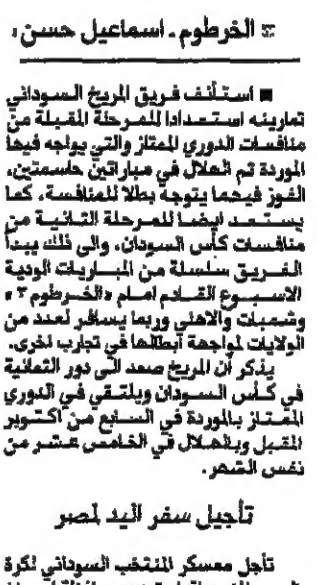 الخرطوم ـ اسماعيل حسن:
■ استأنف فريق المريخ السوداني
تمارينه استعدادا للمرحلة المقبلة من
منافسات الدوري الممتاز والتي يواجه فيها
الموردة ثم الهلال في مباراتين حاسمتين،
الفوز فيهما يتوجه بطلا للمنافسة، كما
يستعد ايضا للمرحلة الثانية من
منافسات كأس السودان، والى ذلك يبدأ
الفريق سلسلة من المباريات الودية
الاسبوع القادم امام «الخرطوم ٣»
وشمبات والاهلي وربما يسافر لعدد من
الولايات لمواجهة أبطالها في تجارب اخرى.
يذكر أن المريخ صعد الى دور الثمانية
في كأس السودان ويلتقي في الدوري
الممتاز بالموردة في السابع من اكتوبر
المقبل وبالهلال في الخامس عشر من
نفس الشهر.
تأجيل سفر اليد لمصر
تأجل معسكر المنتخب السوداني لكرة